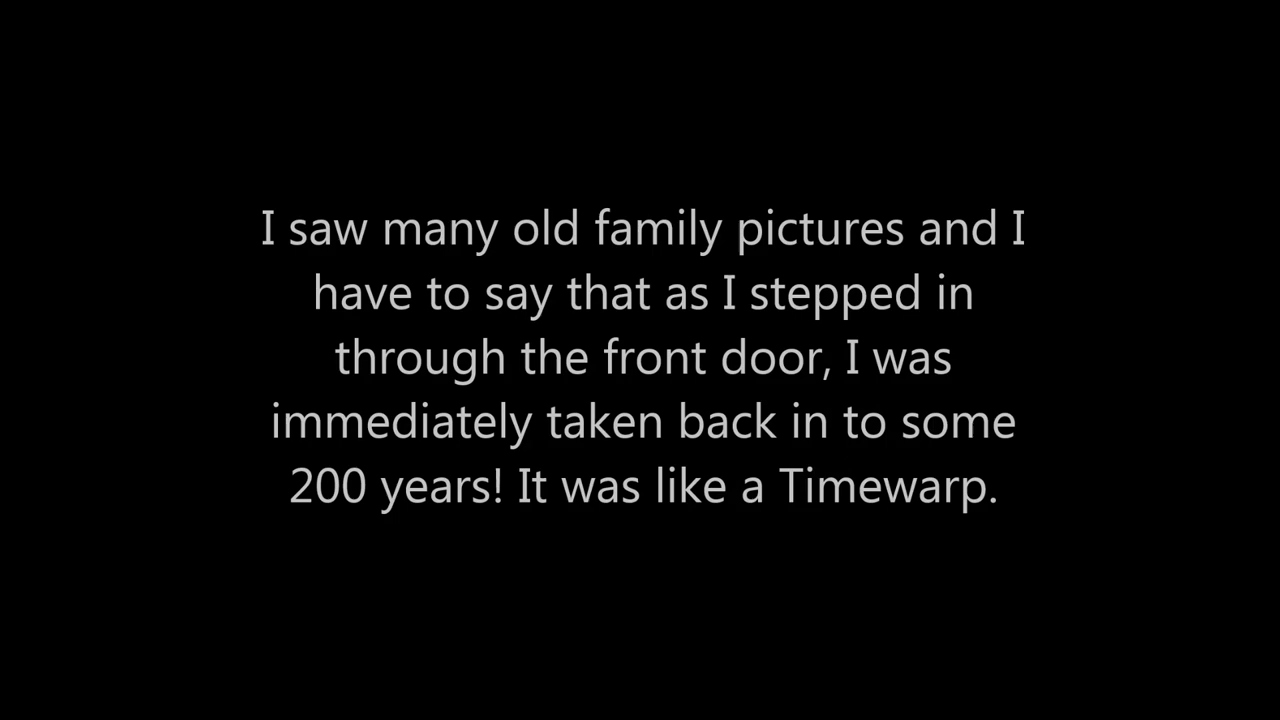 I saw many old family pictures and I
have to say that as I stepped in
through the front door, I was
immediately taken back in to some
200 years! It was like a Timewarp.